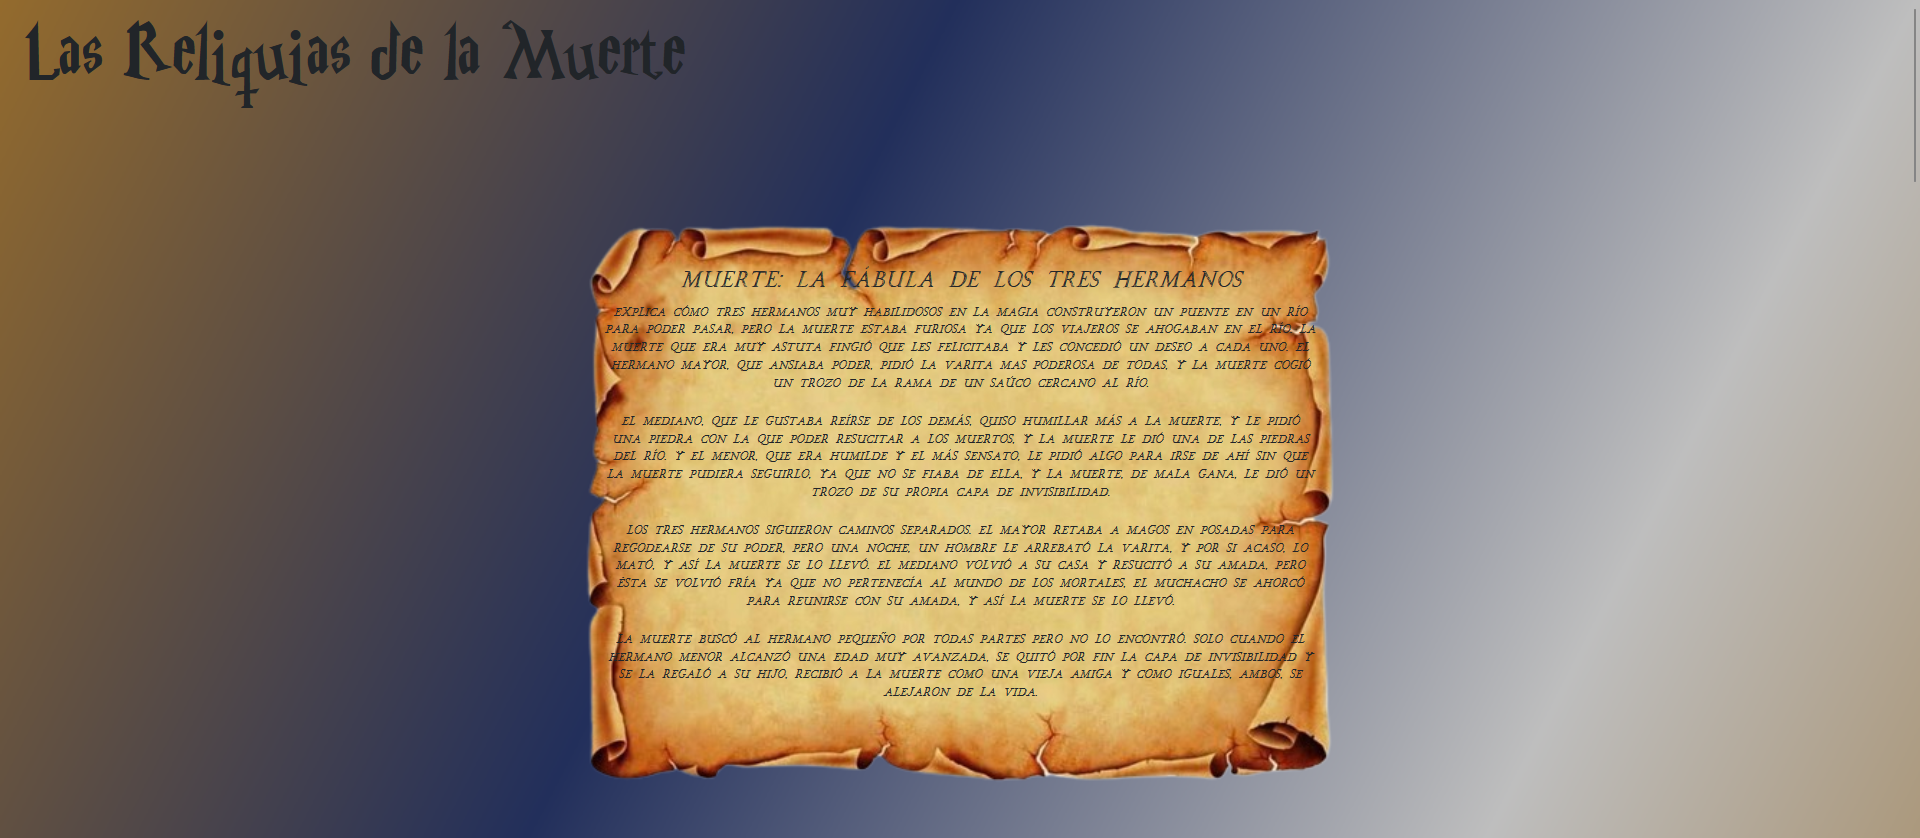 Las Reliquias de la Muerte
MUERTE: LA FÁBULA DE LOS TRES HERMANOS
EXPLICA CÓMO TRES HERMANOS MUY HABILIDOSOS EN LA MAGIA CONSTRUYERON UN PUENTE EN UN RÍO
PARA PODER PASAR, PERO LA MUERTE ESTABA FURIOSA YA QUE LOS VIAJEROS SE AHOGABAN EN EL RÍO. LA
MUERTE QUE ERA MUY ASTUTA FINGIÓ QUE LES FELICITABA Y LES CONCEDIÓ UN DESEO A CADA UNO. EL
HERMANO MAYOR, QUE ANSIABA PODER, PIDIÓ LA VARITA MAS PODEROSA DE TODAS, Y LA MUERTE COGIÓ
UN TROZO DE LA RAMA DE UN SAÚCO CERCANO AL RÍO.
EL MEDIANO, QUE LE GUSTABA REÍRSE DE LOS DEMÁS, QUISO HUMILLAR MÁS A LA MUERTE, Y LE PIDIÓ
UNA PIEDRA CON LA QUE PODER RESUCITAR A LOS MUERTOS, Y LA MUERTE LE DIÓ UNA DE LAS PIEDRAS
DEL RÍO. Y EL MENOR, QUE ERA HUMILDE Y EL MÁS SENSATO, LE PIDIÓ ALGO PARA IRSE DE AHÍ SIN QUE
LA MUERTE PUDIERA SEGUIRLO, YA QUE NO SE FIABA DE ELLA, Y LA MUERTE, DE MALA GANA, LE DIÓ UN
TROZO DE SU PROPIA CAPA DE INVISIBILIDAD.
LOS TRES HERMANOS SIGUIERON CAMINOS SEPARADOS. EL MAYOR RETABA A MAGOS EN POSADAS PARA
REGODEARSE DE SU PODER, PERO UNA NOCHE, UN HOMBRE LE ARREBATÓ LA VARITA, Y POR SI ACASO, LO
MATÓ, Y ASÍ LA MUERTE SE LO LLEVÓ. EL MEDIANO VOLVIÓ A SU CASA Y RESUCITÓ A SU AMADA, PERO
ÉSTA SE VOLVIÓ FRÍA YA QUE NO PERTENECÍA AL MUNDO DE LOS MORTALES, EL MUCHACHO SE AHORCÓ
PARA REUNIRSE CON SU AMADA, Y ASÍ LA MUERTE SE LO LLEVÓ.
LA MUERTE BUSCÓ AL HERMANO PEQUEÑO POR TODAS PARTES PERO NO LO ENCONTRÓ. SOLO CUANDO EL
HERMANO MENOR ALCANZÓ UNA EDAD MUY AVANZADA, SE QUITÓ POR FIN LA CAPA DE INVISIBILIDAD Y
SE LA REGALÓ A SU HIJO, RECIBIÓ A LA MUERTE COMO UNA VIEJA AMIGA Y COMO IGUALES, AMBOS, SE
ALEJARON DE LA VIDA.